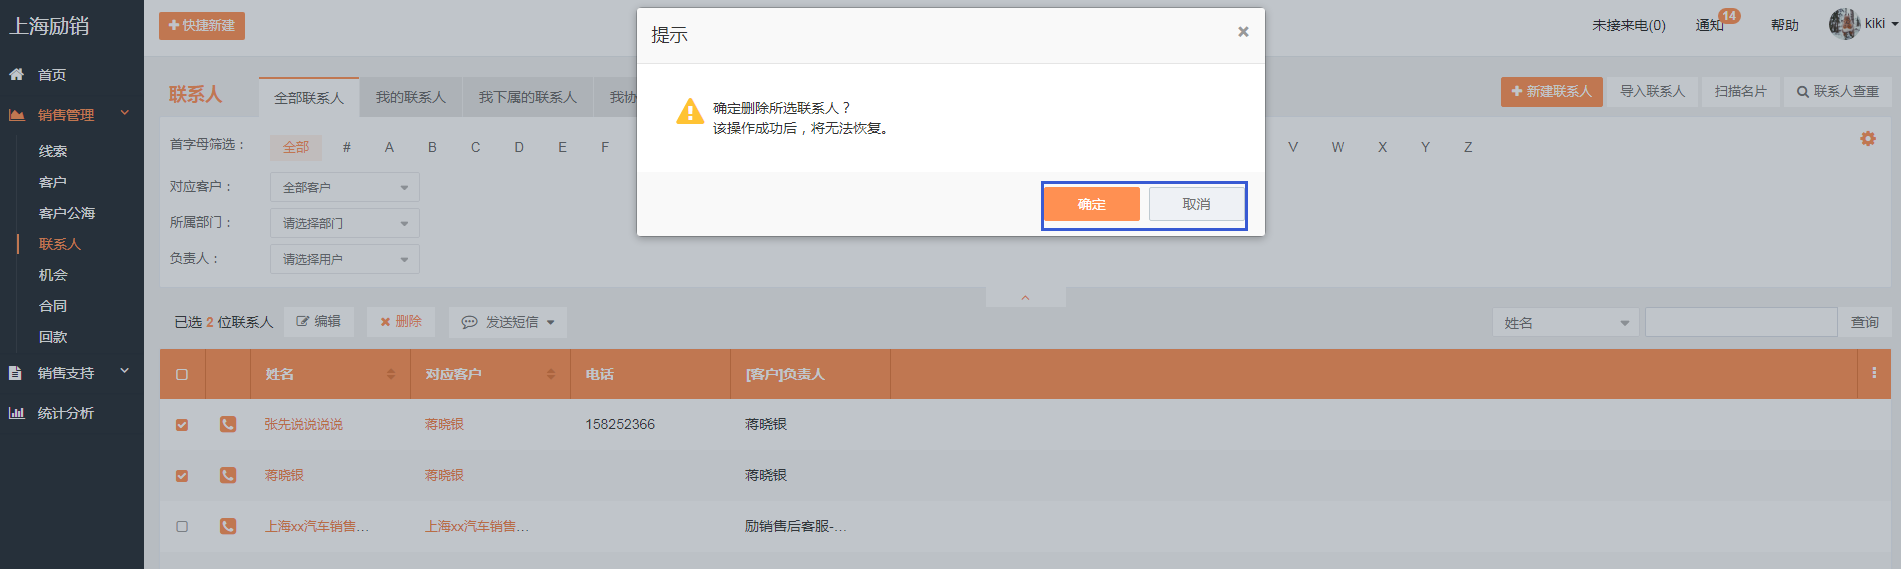 上海励销
首页
销售管理
线索
客户
客户公海
联系人
机会
合同
回款
销售支持
统计分析
快捷新建
未接来电(0) 通知 14 帮助 kiki
提示
确定删除所选联系人？
该操作成功后，将无法恢复。
确定 取消
联系人 全部联系人 我的联系人 我下属的联系人 我协
新建联系人 导入联系人 扫描名片 联系人查重
首字母筛选： 全部 # A B C D E F V W X Y Z
对应客户： 全部客户
所属部门： 请选择部门
负责人： 请选择用户
已选 2 位联系人 编辑 删除 发送短信 姓名 查询
姓名 对应客户 电话 [客户]负责人
张先说说说说 蒋晓银 158252366 蒋晓银
蒋晓银 蒋晓银 蒋晓银
上海xx汽车销售... 上海xx汽车销售... 励销售后客服-...